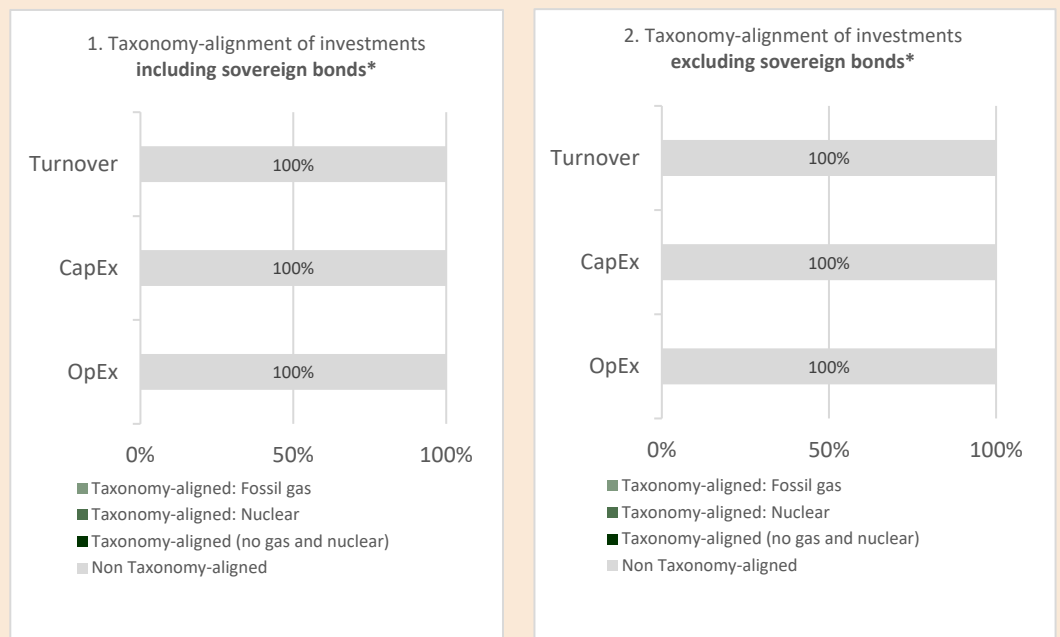 1. Taxonomy-alignment of investments
including sovereign bonds*
Turnover
100%
CapEx
100%
OpEx
100%
0%
50%
100%
Taxonomy-aligned: Fossil gas
Taxonomy-aligned: Nuclear
Taxonomy-aligned (no gas and nuclear)
Non Taxonomy-aligned
2. Taxonomy-alignment of investments
excluding sovereign bonds*
Turnover
100%
CapEx
100%
OpEx
100%
0%
50%
100%
Taxonomy-aligned: Fossil gas
Taxonomy-aligned: Nuclear
Taxonomy-aligned (no gas and nuclear)
Non Taxonomy-aligned